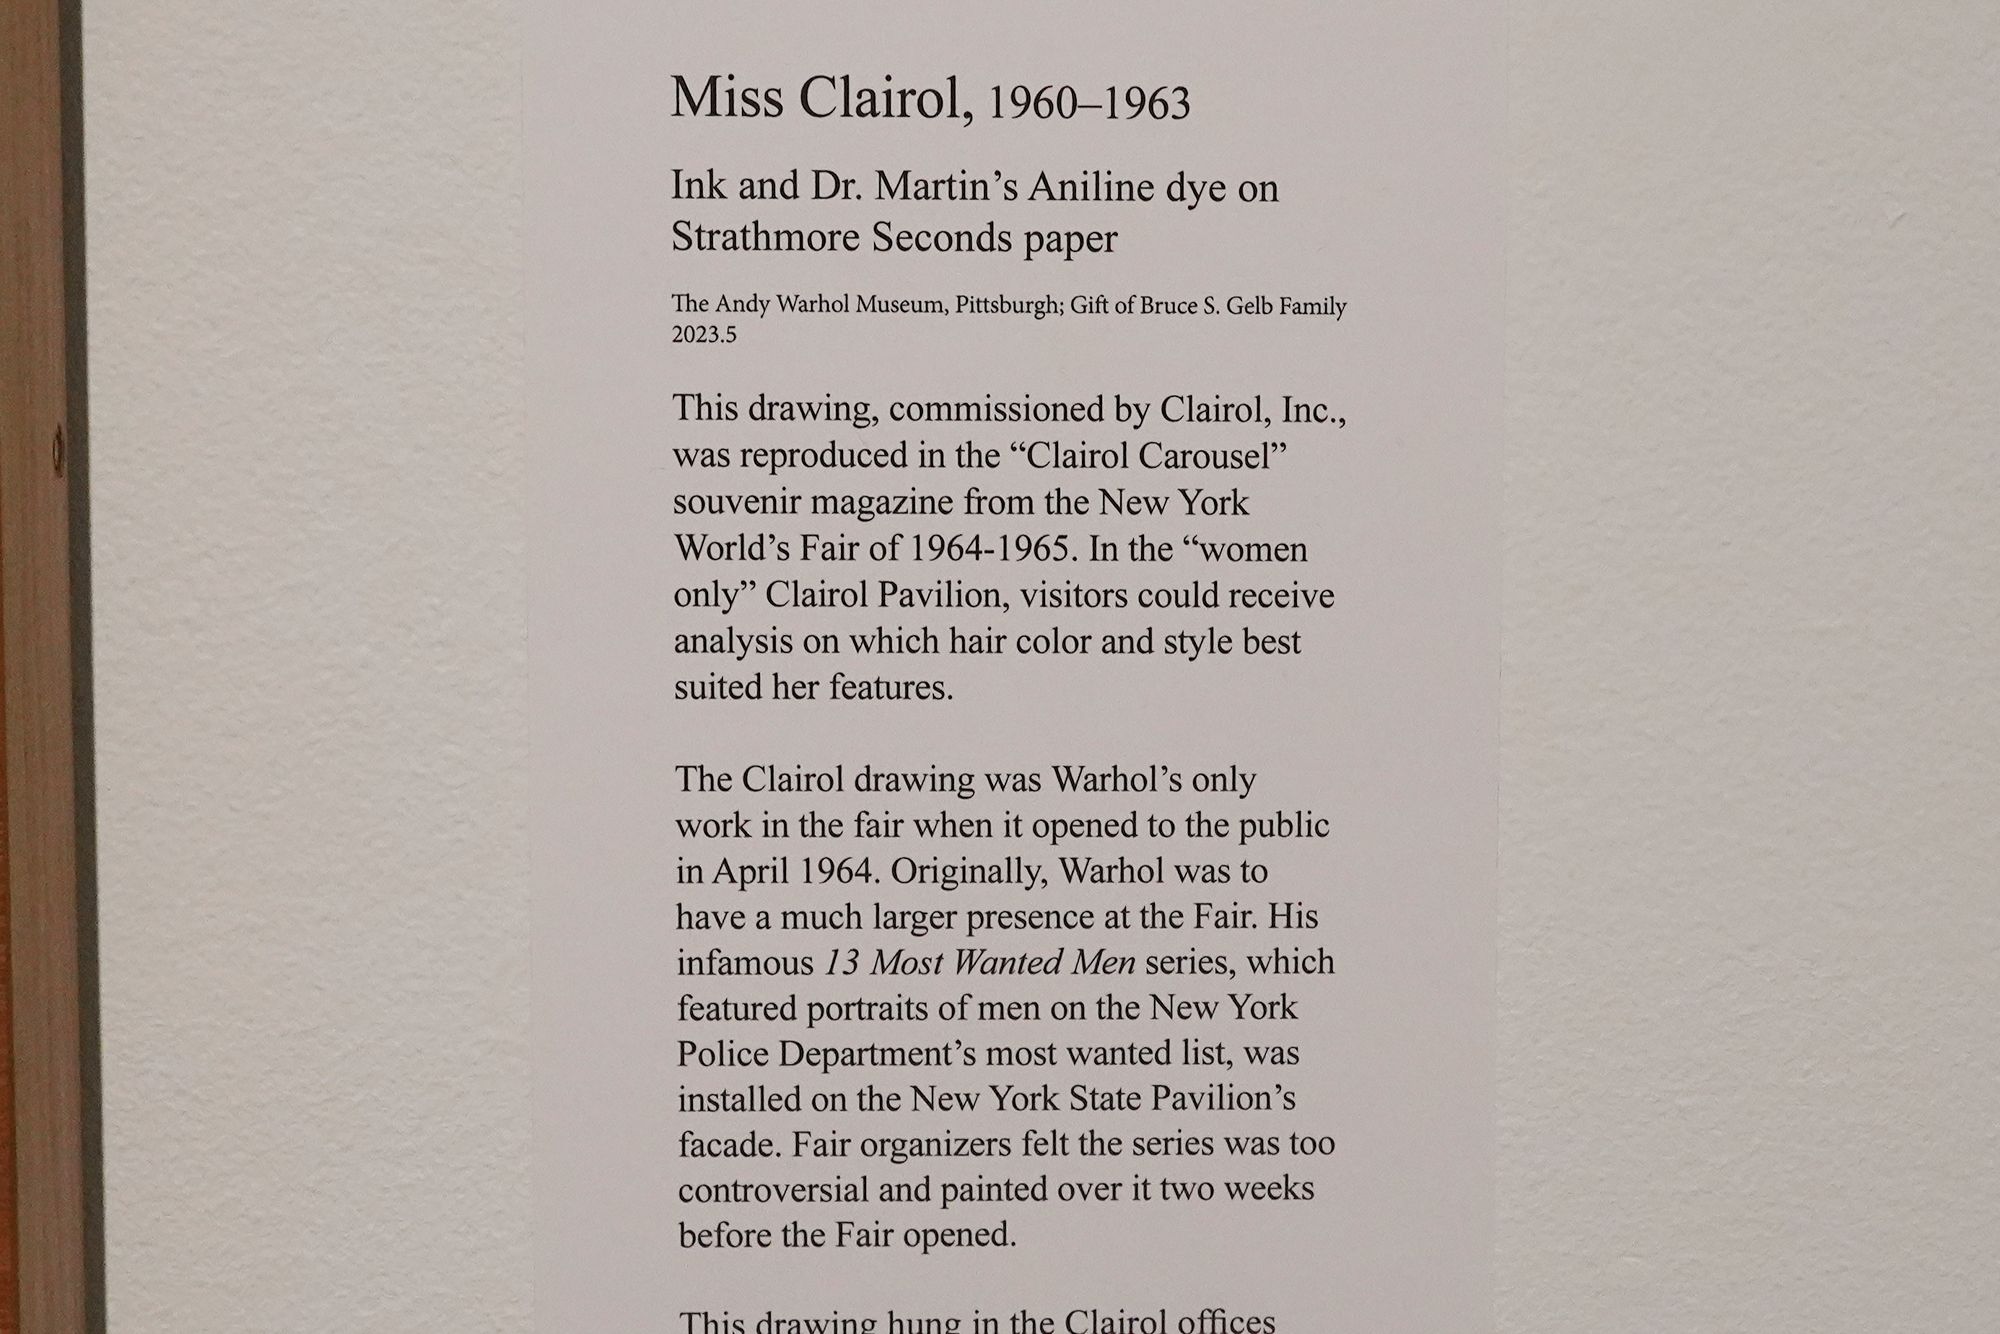 Miss Clairol, 1960–1963
Ink and Dr. Martin’s Aniline dye on
Strathmore Seconds paper
The Andy Warhol Museum, Pittsburgh; Gift of Bruce S. Gelb Family
2023.5
This drawing, commissioned by Clairol, Inc.,
was reproduced in the “Clairol Carousel”
souvenir magazine from the New York
World’s Fair of 1964-1965. In the “women
only” Clairol Pavilion, visitors could receive
analysis on which hair color and style best
suited her features.
The Clairol drawing was Warhol’s only
work in the fair when it opened to the public
in April 1964. Originally, Warhol was to
have a much larger presence at the Fair. His
infamous 13 Most Wanted Men series, which
featured portraits of men on the New York
Police Department’s most wanted list, was
installed on the New York State Pavilion’s
facade. Fair organizers felt the series was too
controversial and painted over it two weeks
before the Fair opened.
This drawing hung in the Clairol offices